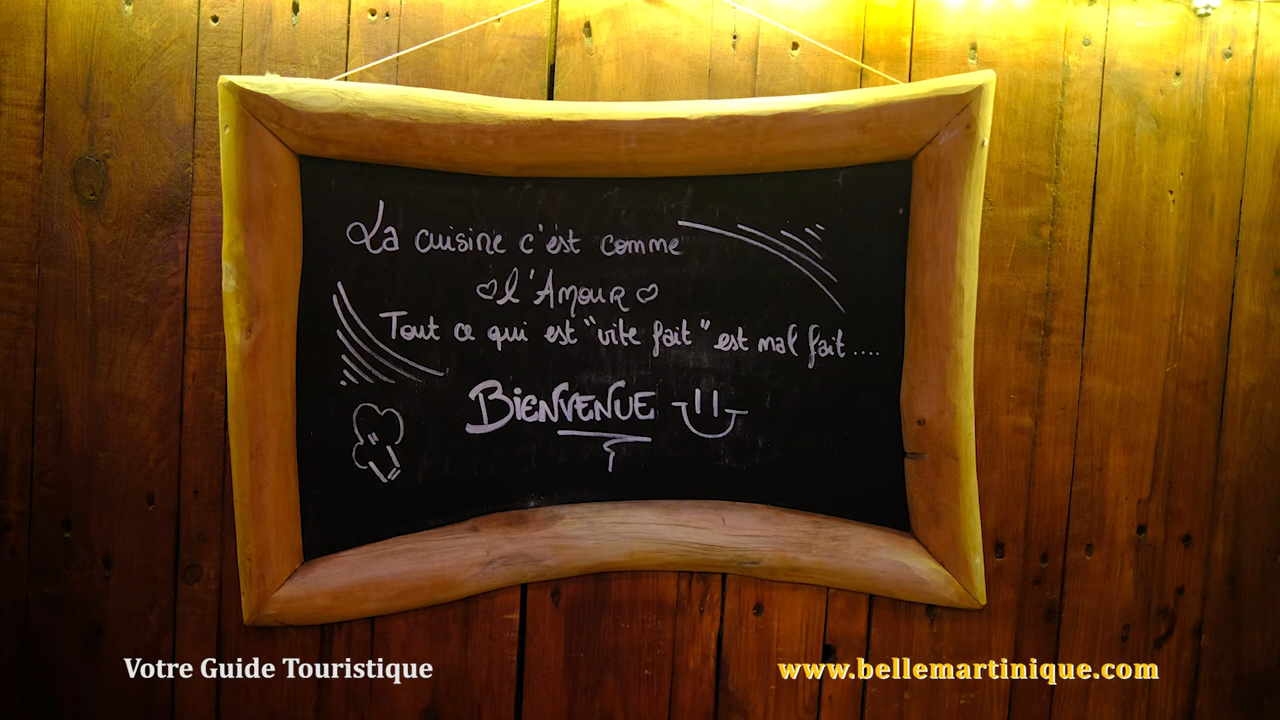 La cuisine c'est comme
l'Amour
Tout ce qui est "vite fait" est mal fait....
BIENVENUE
Votre Guide Touristique
www.bellemartinique.com